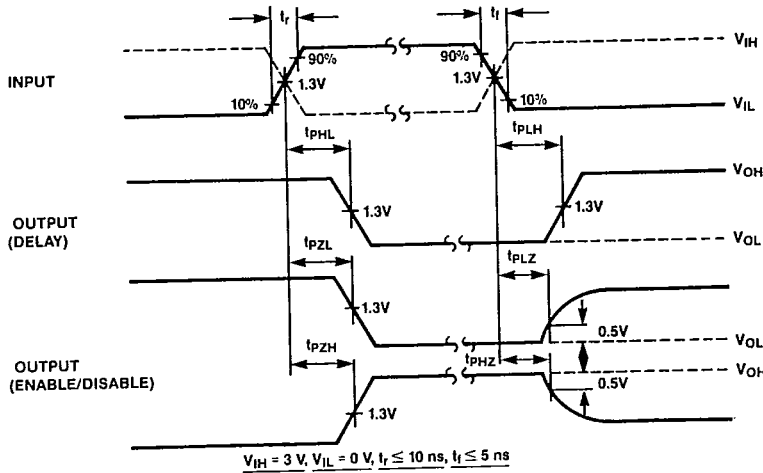 tr
tf
90%
90%
VIH
INPUT
1.3V
1.3V
10%
10%
VIL
tPHL
tPLH
VOH
OUTPUT
(DELAY)
1.3V
1.3V
tPZL
tPLZ
VOL
1.3V
0.5V
VOL
tPZH
tPHZ
OUTPUT
(ENABLE/DISABLE)
VOH
0.5V
1.3V
VIH = 3 V, VIL = 0 V, tr ≤ 10 ns, tf ≤ 5 ns